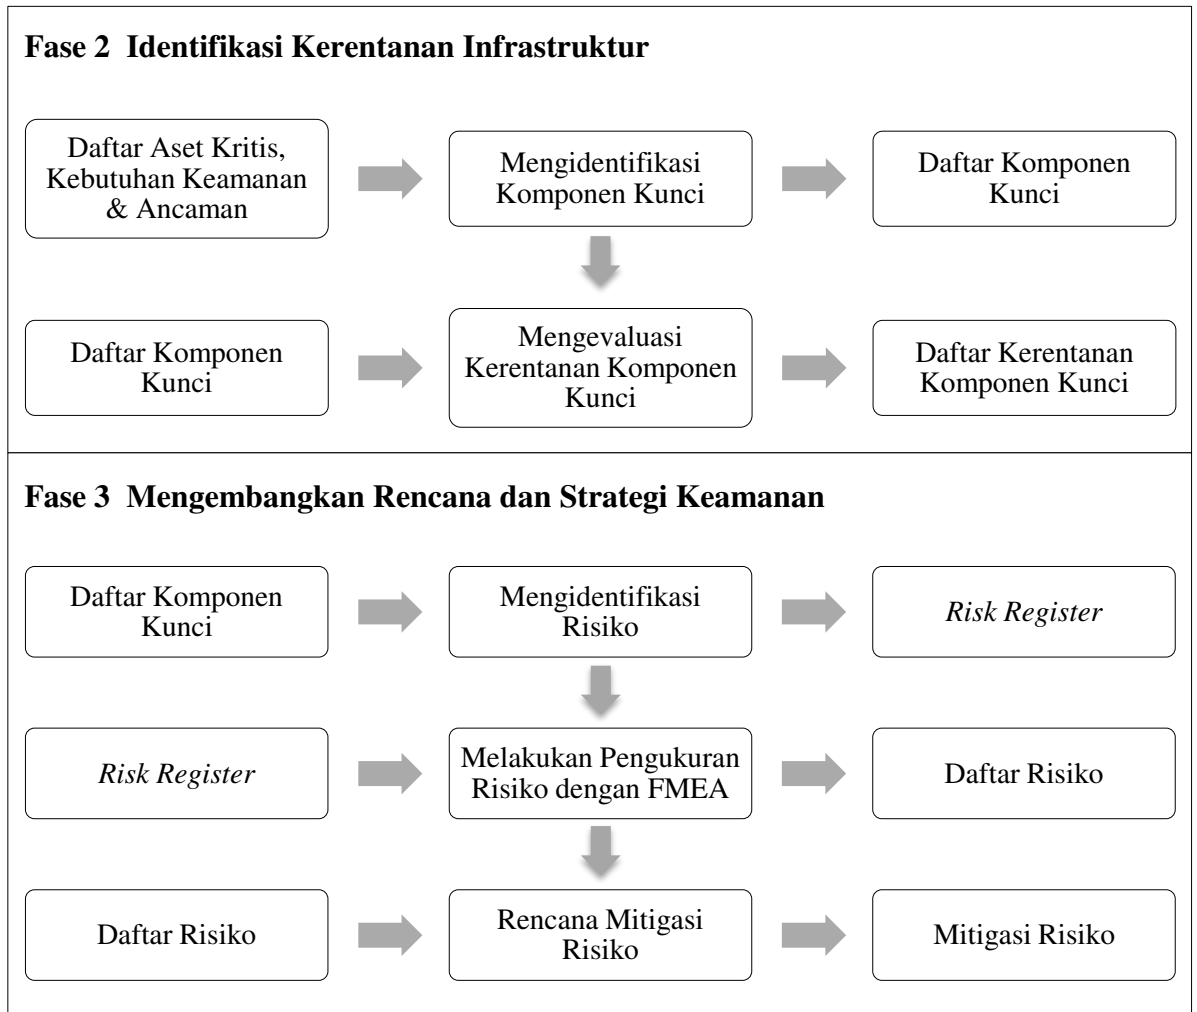 Fase 2  Identifikasi Kerentanan Infrastruktur
Daftar Aset Kritis,
Kebutuhan Keamanan
& Ancaman
Mengidentifikasi
Komponen Kunci
Daftar Komponen
Kunci
Daftar Komponen
Kunci
Mengevaluasi
Kerentanan Komponen
Kunci
Daftar Kerentanan
Komponen Kunci
Fase 3  Mengembangkan Rencana dan Strategi Keamanan
Daftar Komponen
Kunci
Mengidentifikasi
Risiko
Risk Register
Risk Register
Melakukan Pengukuran
Risiko dengan FMEA
Daftar Risiko
Daftar Risiko
Rencana Mitigasi
Risiko
Mitigasi Risiko